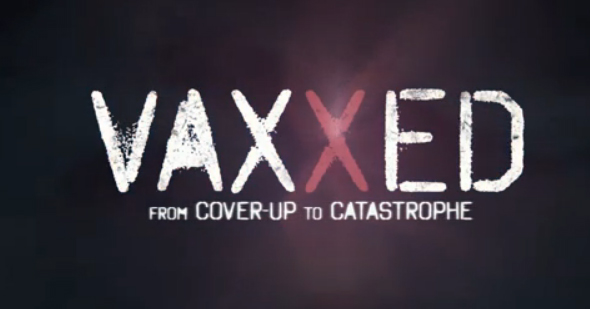 VAXXED
FROM COVER-UP TO CATASTROPHE